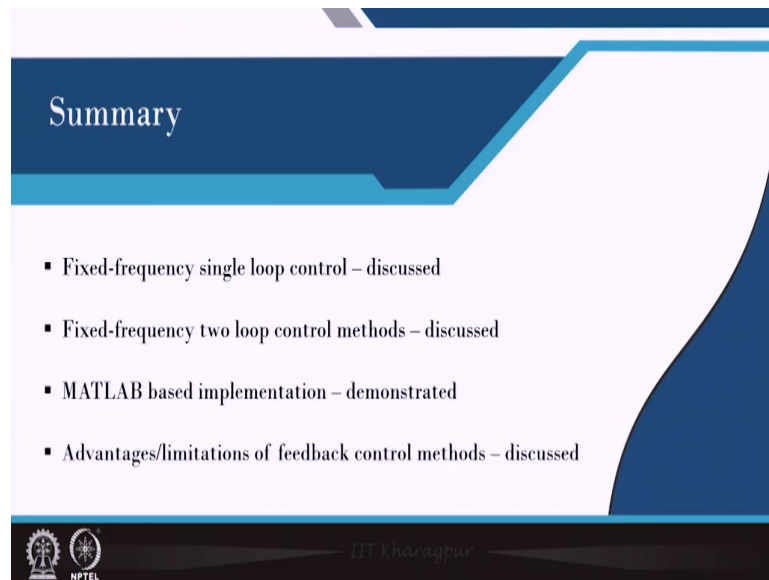 Summary
▪ Fixed-frequency single loop control – discussed
▪ Fixed-frequency two loop control methods – discussed
▪ MATLAB based implementation – demonstrated
▪ Advantages/limitations of feedback control methods – discussed
IIT Kharagpur
NPTEL